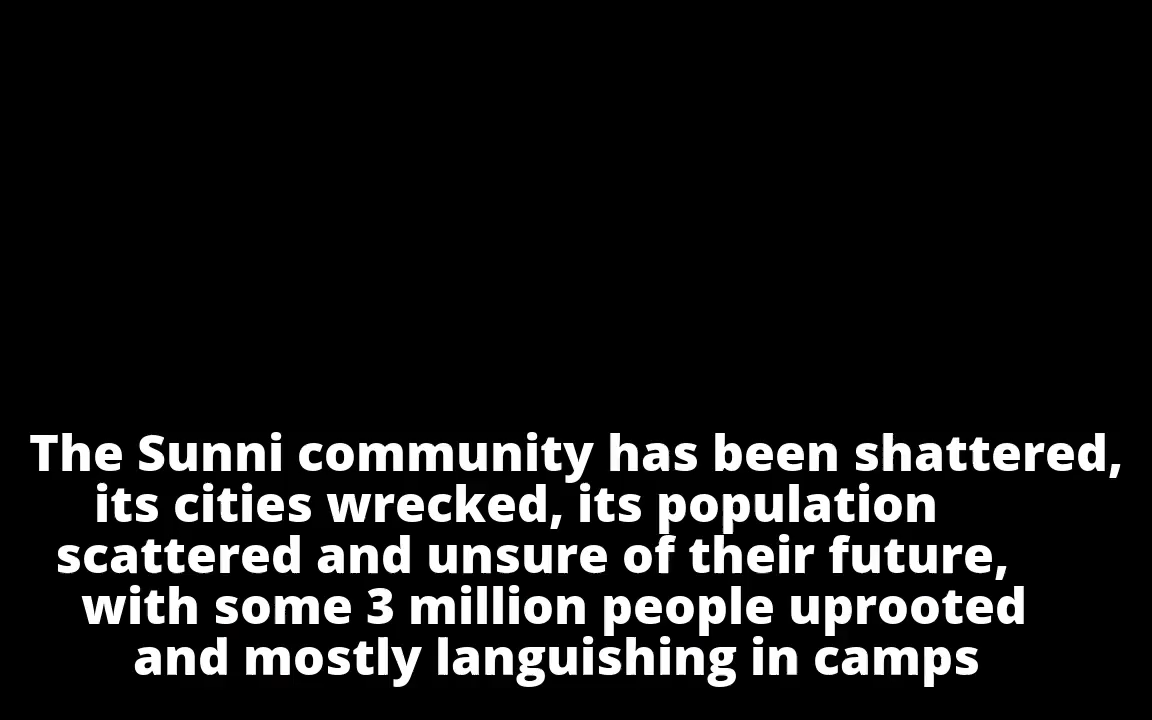 The Sunni community has been shattered,
its cities wrecked, its population
scattered and unsure of their future,
with some 3 million people uprooted
and mostly languishing in camps